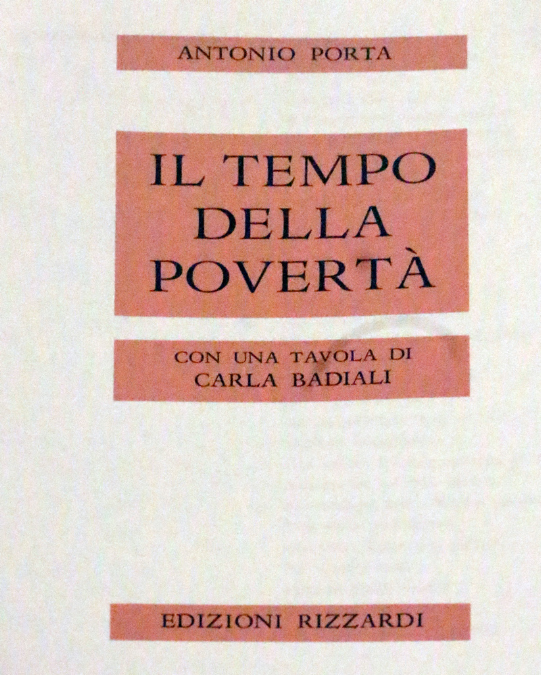 ANTONIO PORTA
IL TEMPO
DELLA
POVERTÀ
CON UNA TAVOLA DI
CARLA BADIALI
EDIZIONI RIZZARDI